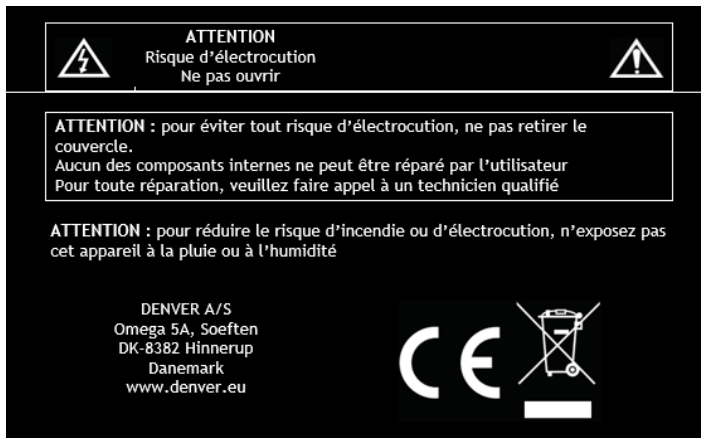 ATTENTION
Risque d'électrocution
Ne pas ouvrir
ATTENTION : pour éviter tout risque d'électrocution, ne pas retirer le
couvercle.
Aucun des composants internes ne peut être réparé par l'utilisateur
Pour toute réparation, veuillez faire appel à un technicien qualifié
ATTENTION : pour réduire le risque d'incendie ou d'électrocution, n'exposez pas
cet appareil à la pluie ou à l'humidité
DENVER A/S
Omega 5A, Soeften
DK-8382 Hinnerup
Danemark
www.denver.eu
CE